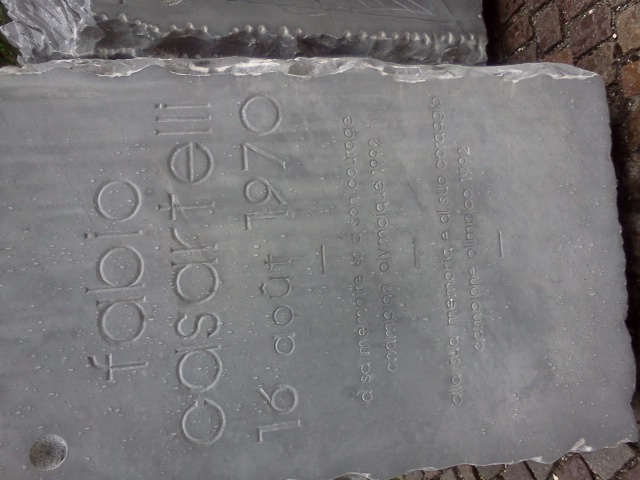 fabio
casartelli
16 août 1970
à sa mémoire et à son courage
champion olympique 1992
alla sua memoria e al suo coraggio
campione olimpico 1992